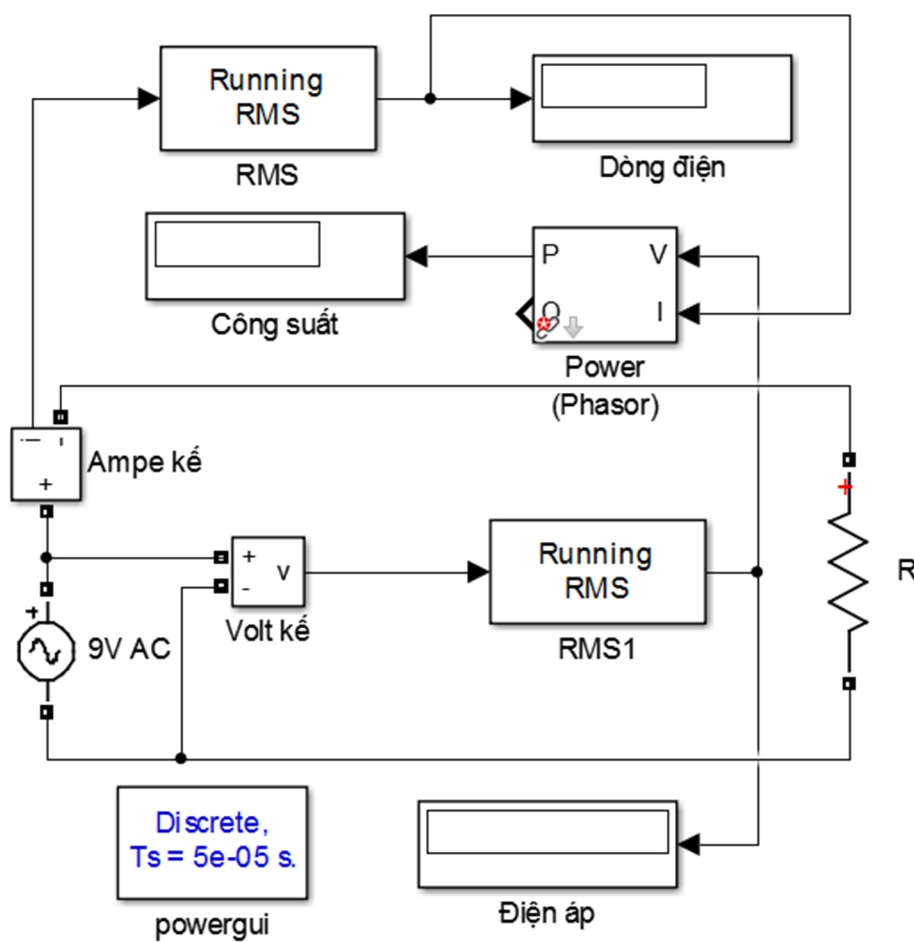 Running
RMS
RMS
Dòng điện
P
V
Q
I
Công suất
Power
(Phasor)
i
-
+
Ampe kế
+
+
v
-
Volt kế
Running
RMS
RMS1
+
R
+
9V AC
Discrete,
Ts = 5e-05 s.
powergui
Điện áp